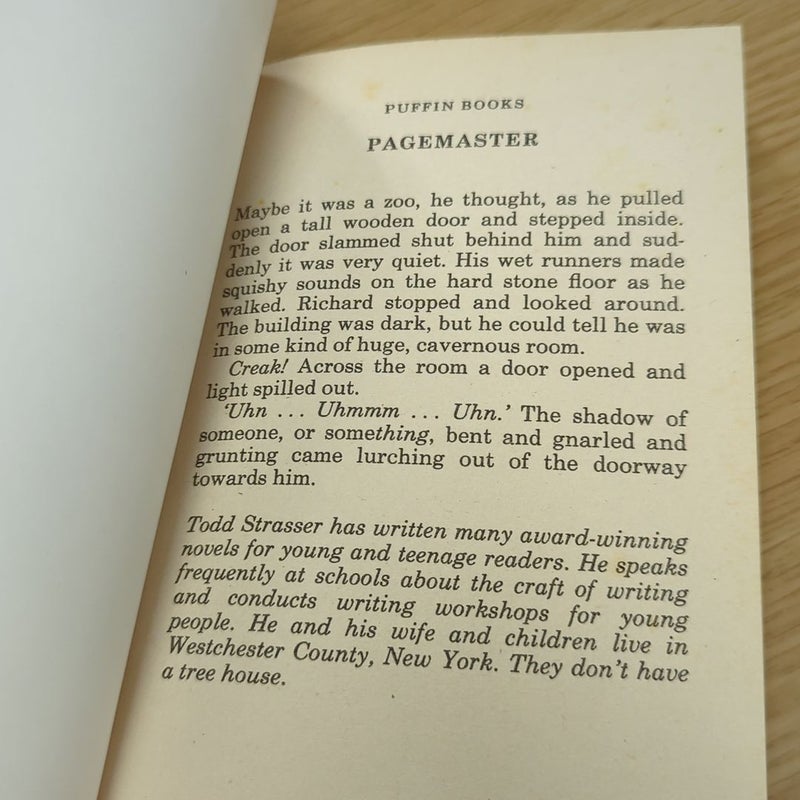 PUFFIN BOOKS
PAGEMASTER
Maybe it was a zoo, he thought, as he pulled
open a tall wooden door and stepped inside.
The door slammed shut behind him and sud-
denly it was very quiet. His wet runners made
squishy sounds on the hard stone floor as he
walked. Richard stopped and looked around.
The building was dark, but he could tell he was
in some kind of huge, cavernous room.
Creak! Across the room a door opened and
light spilled out.
‘Uhn ... Uhmmm ... Uhn.’ The shadow of
someone, or something, bent and gnarled and
grunting came lurching out of the doorway
towards him.
Todd Strasser has written many award-winning
novels for young and teenage readers. He speaks
frequently at schools about the craft of writing
and conducts writing workshops for young
people. He and his wife and children live in
Westchester County, New York. They don’t have
a tree house.